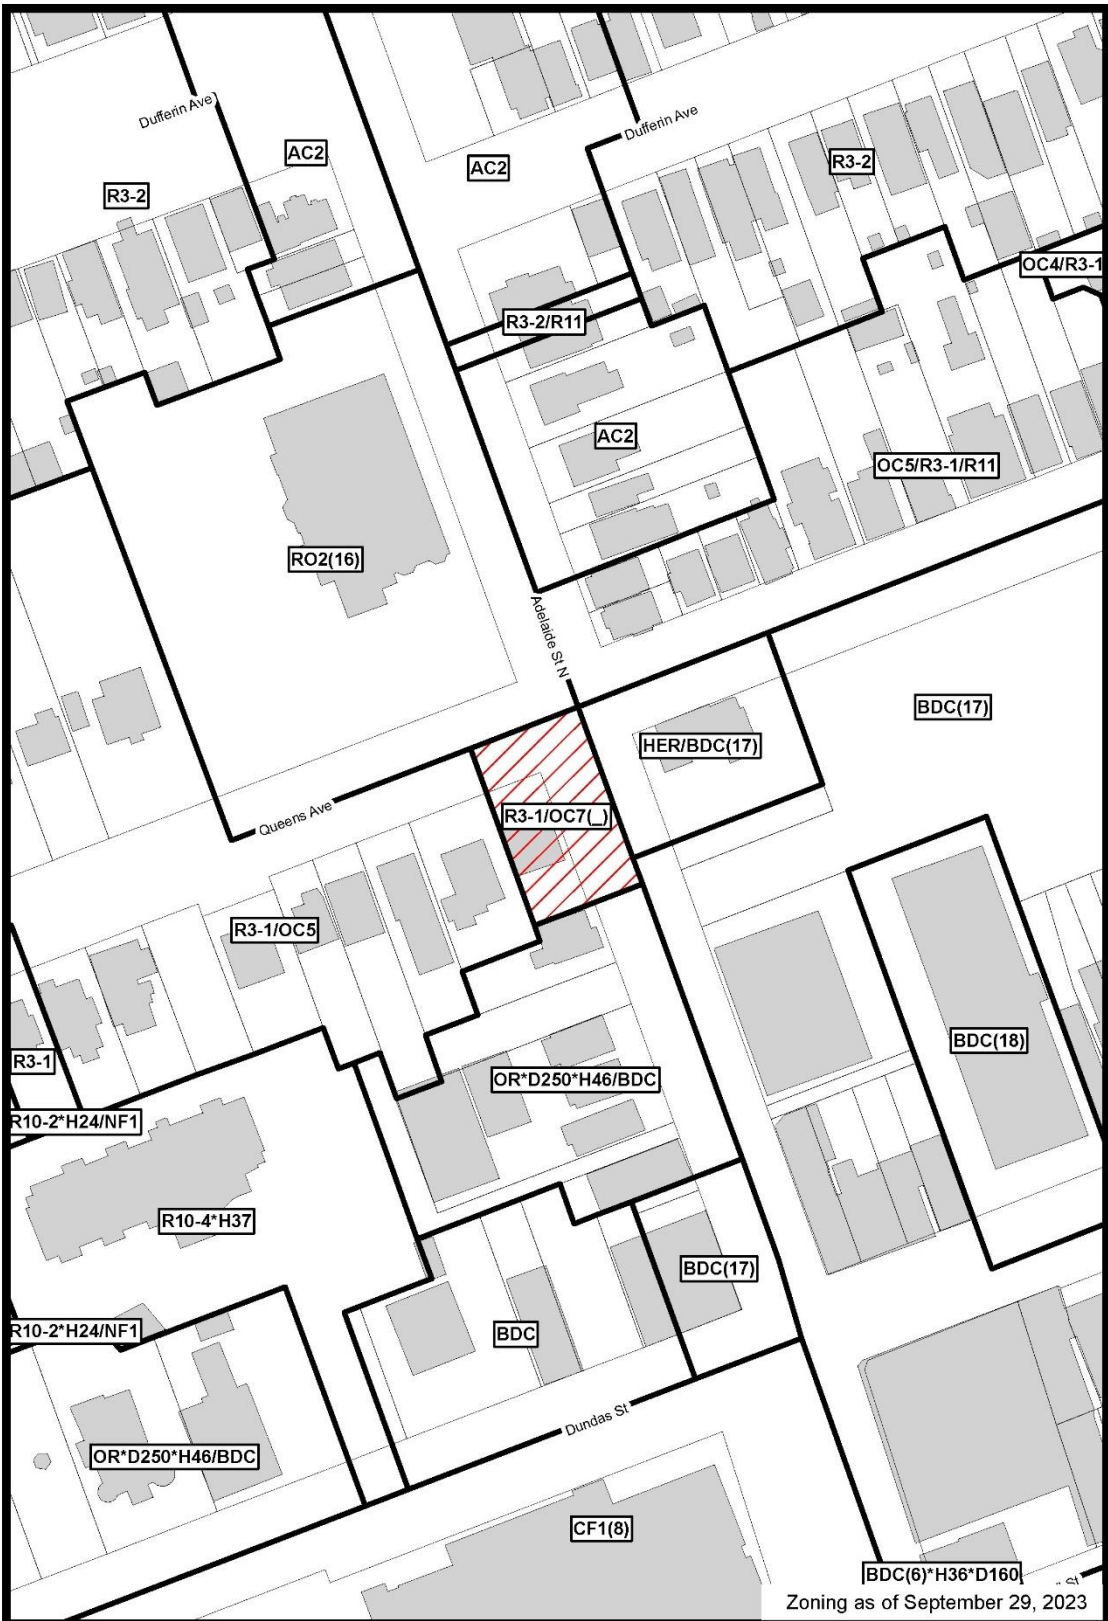 Dufferin Ave
Dufferin Ave
AC2
AC2
R3-2
R3-2
OC4/R3-1
R3-2/R11
AC2
OC5/R3-1/R11
RO2(16)
Adelaide St N
BDC(17)
HER/BDC(17)
Queens Ave
R3-1/OC7(_)
R3-1/OC5
BDC(18)
R3-1
OR*D250*H46/BDC
R10-2*H24/NF1
R10-4*H37
BDC(17)
R10-2*H24/NF1
BDC
Dundas St
OR*D250*H46/BDC
CF1(8)
BDC(6)*H36*D160
St
Zoning as of September 29, 2023